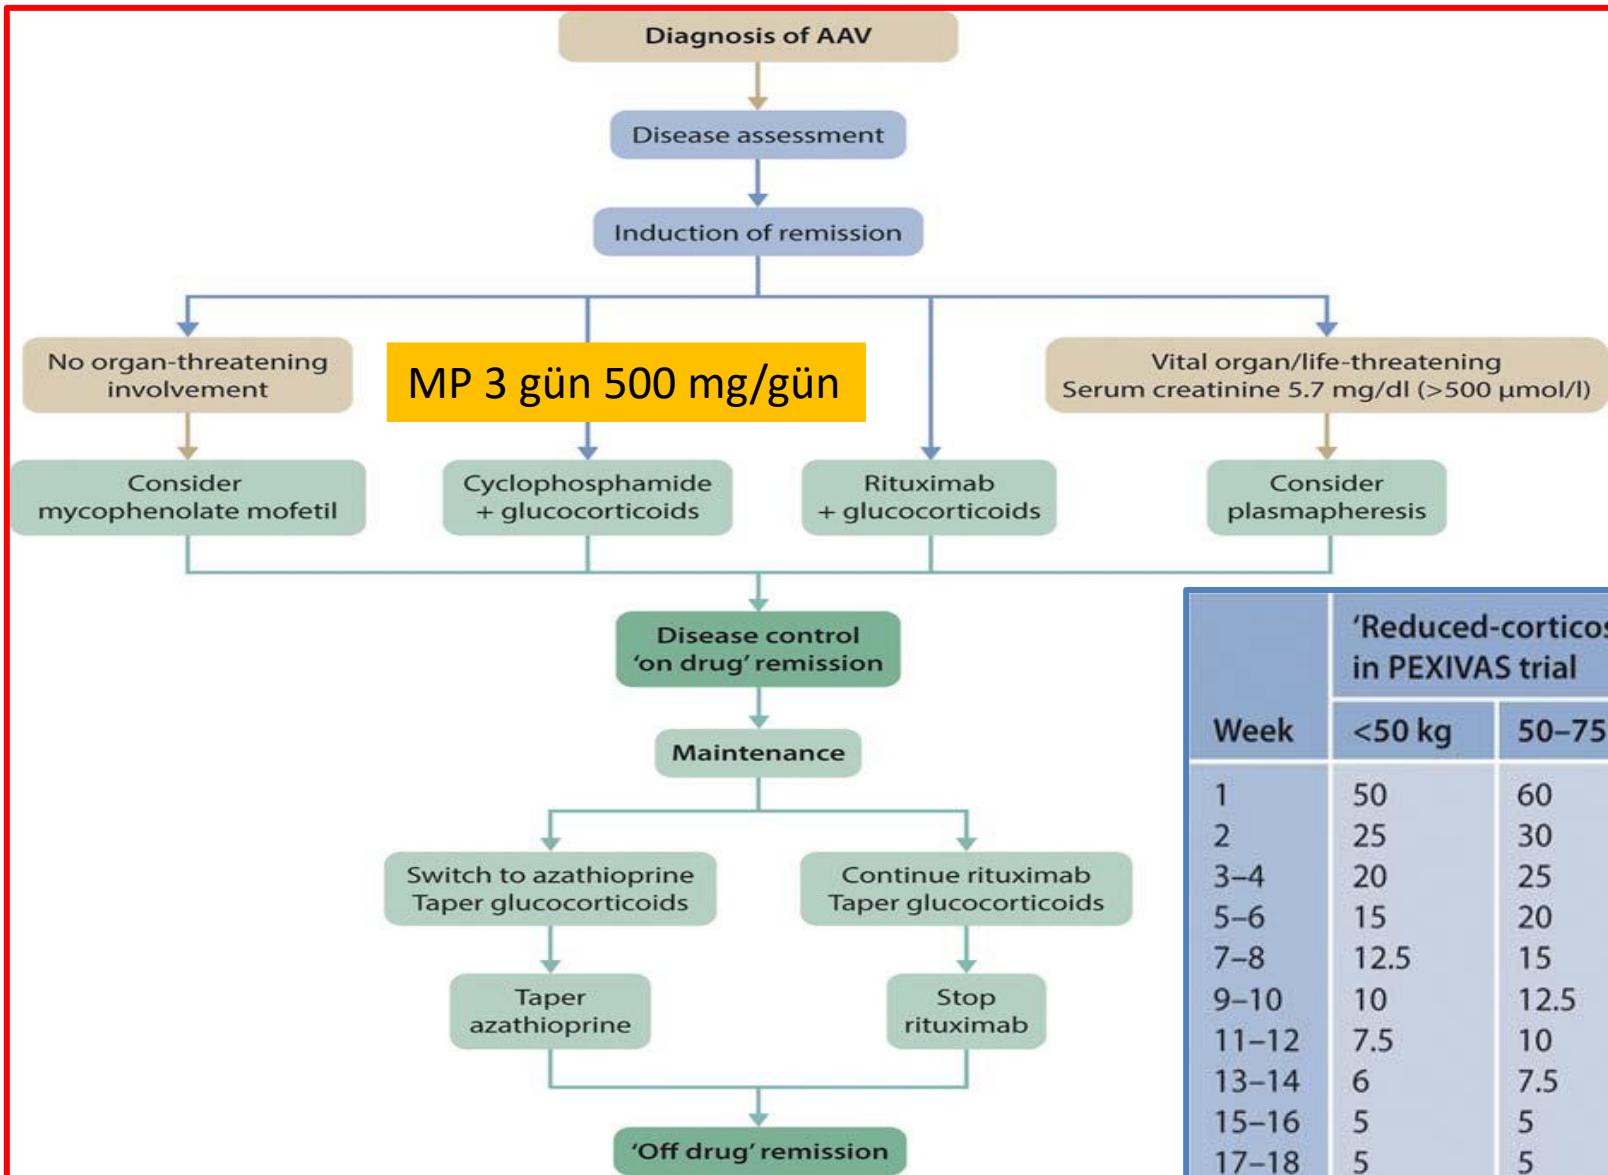 Diagnosis of AAV
Disease assessment
Induction of remission
No organ-threatening
involvement
MP 3 gün 500 mg/gün
Vital organ/life-threatening
Serum creatinine 5.7 mg/dl (>500 µmol/l)
Consider
mycophenolate mofetil
Cyclophosphamide
+ glucocorticoids
Rituximab
+ glucocorticoids
Consider
plasmapheresis
Disease control
‘on drug’ remission
Maintenance
Switch to azathioprine
Taper glucocorticoids
Continue rituximab
Taper glucocorticoids
Taper
azathioprine
Stop
rituximab
‘Off drug’ remission
‘Reduced-corticos
in PEXIVAS trial
Week <50 kg 50–75
1 50 60
2 25 30
3–4 20 25
5–6 15 20
7–8 12.5 15
9–10 10 12.5
11–12 7.5 10
13–14 6 7.5
15–16 5 5
17–18 5 5